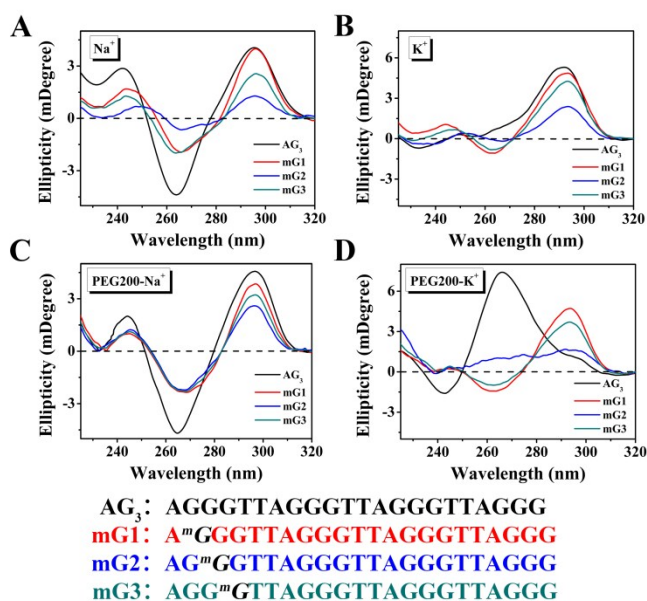 A
Na⁺
Ellipticity (mDegree)
3
0
-3
240 260 280 300 320
Wavelength (nm)
AG₃
mG1
mG2
mG3
B
K⁺
Ellipticity (mDegree)
6
3
0
-3
240 260 280 300 320
Wavelength (nm)
AG₃
mG1
mG2
mG3
C
PEG200-Na⁺
Ellipticity (mDegree)
3
0
-3
240 260 280 300 320
Wavelength (nm)
AG₃
mG1
mG2
mG3
D
PEG200-K⁺
Ellipticity (mDegree)
6
3
0
-3
240 260 280 300 320
Wavelength (nm)
AG₃
mG1
mG2
mG3
AG₃: AGGGTTAGGGTTAGGGTTAGGG
mG1: AᵐGGGTTAGGGTTAGGGTTAGGG
mG2: AGᵐGGTTAGGGTTAGGGTTAGGG
mG3: AGGᵐGTTAGGGTTAGGGTTAGGG